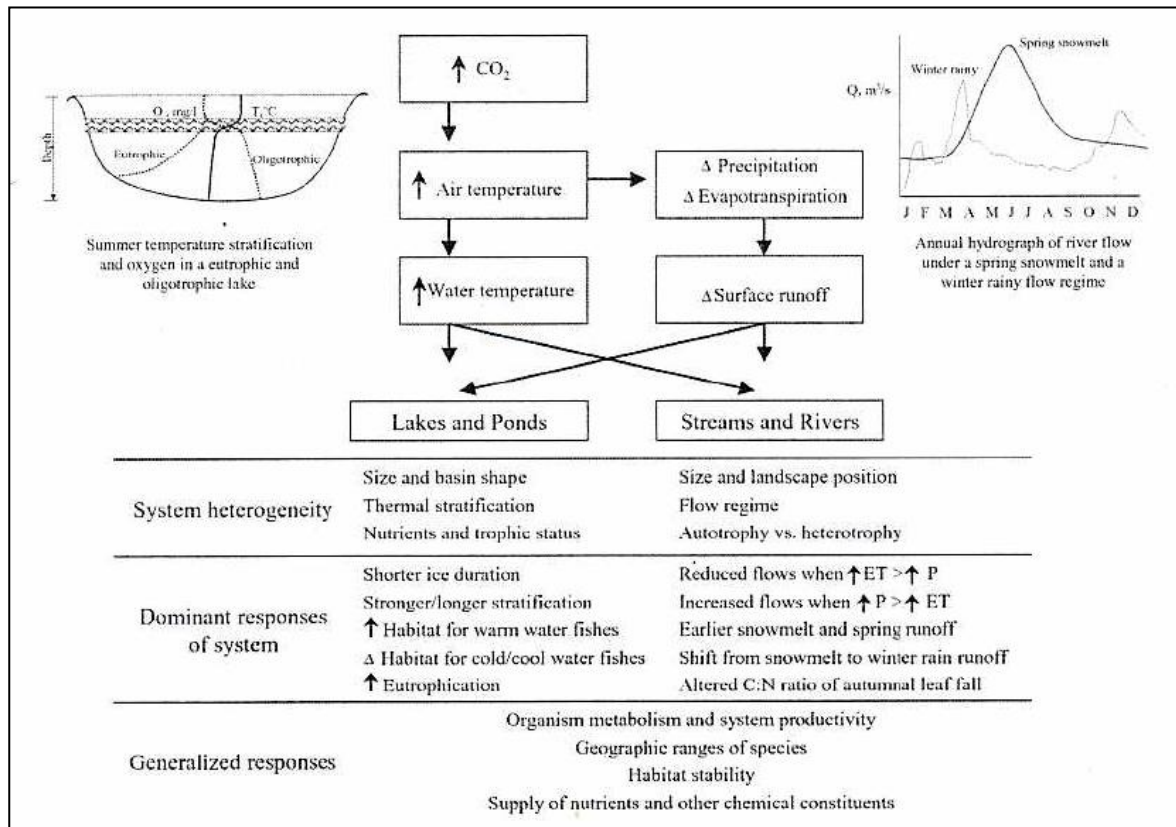 ↑ CO₂
↑ Air temperature
↑ Water temperature
Δ Precipitation
Δ Evapotranspiration
Δ Surface runoff
Lakes and Ponds
Streams and Rivers
Depth
O₂, mg/l
T, °C
Eutrophic
Oligotrophic
Summer temperature stratification
and oxygen in a eutrophic and
oligotrophic lake
Spring snowmelt
Winter rainy
Q, m³/s
J F M A M J J A S O N D
Annual hydrograph of river flow
under a spring snowmelt and a
winter rainy flow regime
System heterogeneity
Size and basin shape
Thermal stratification
Nutrients and trophic status
Size and landscape position
Flow regime
Autotrophy vs. heterotrophy
Dominant responses
of system
Shorter ice duration
Stronger/longer stratification
↑ Habitat for warm water fishes
Δ Habitat for cold/cool water fishes
↑ Eutrophication
Reduced flows when ↑ ET > ↑ P
Increased flows when ↑ P > ↑ ET
Earlier snowmelt and spring runoff
Shift from snowmelt to winter rain runoff
Altered C:N ratio of autumnal leaf fall
Generalized responses
Organism metabolism and system productivity
Geographic ranges of species
Habitat stability
Supply of nutrients and other chemical constituents